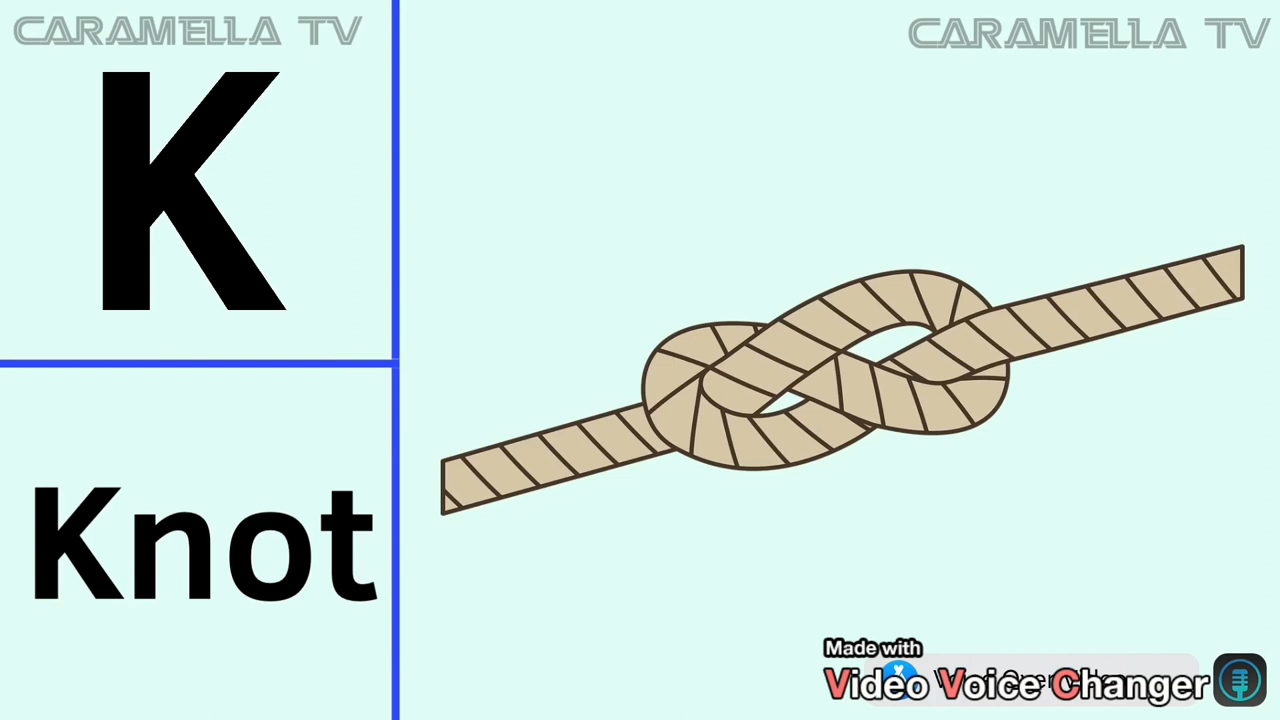 CARAMELLA TV
CARAMELLA TV
K
Knot
Made with
Video Voice Changer